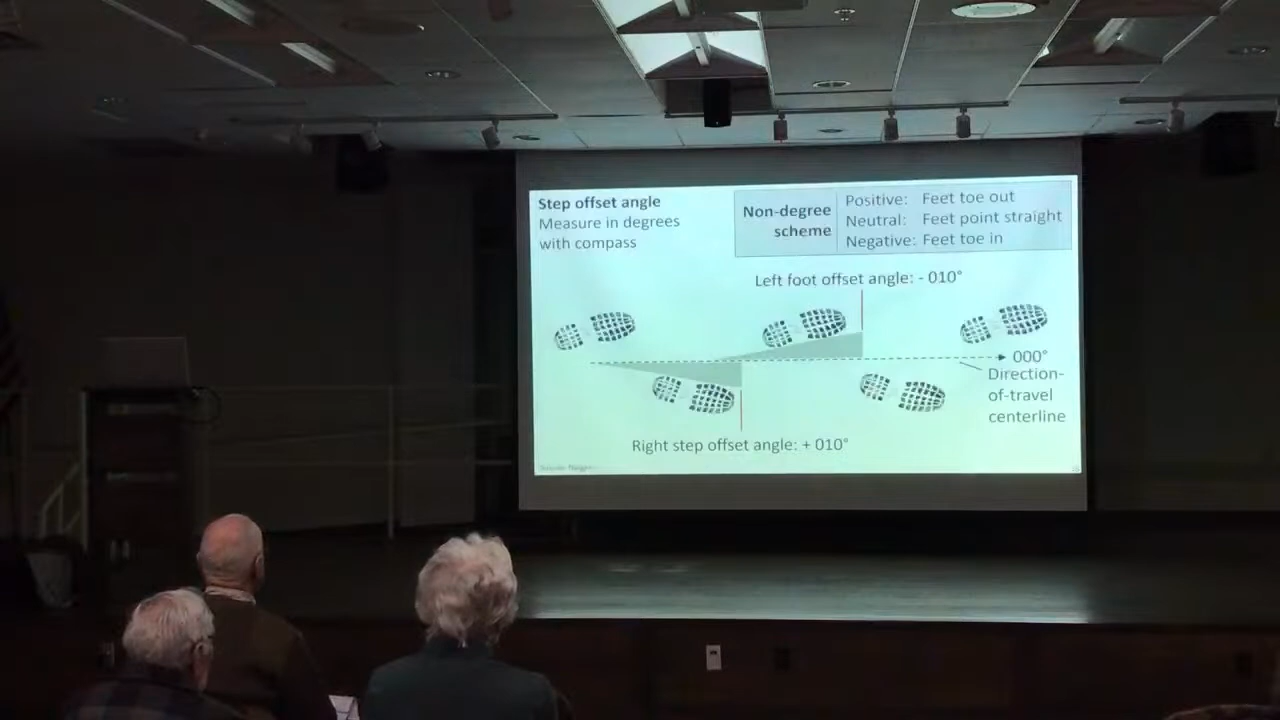 Step offset angle
Measure in degrees
with compass
Non-degree
scheme
Positive: Feet toe out
Neutral: Feet point straight
Negative: Feet toe in
Left foot offset angle: - 010°
000°
Direction-
of-travel
centerline
Right step offset angle: + 010°